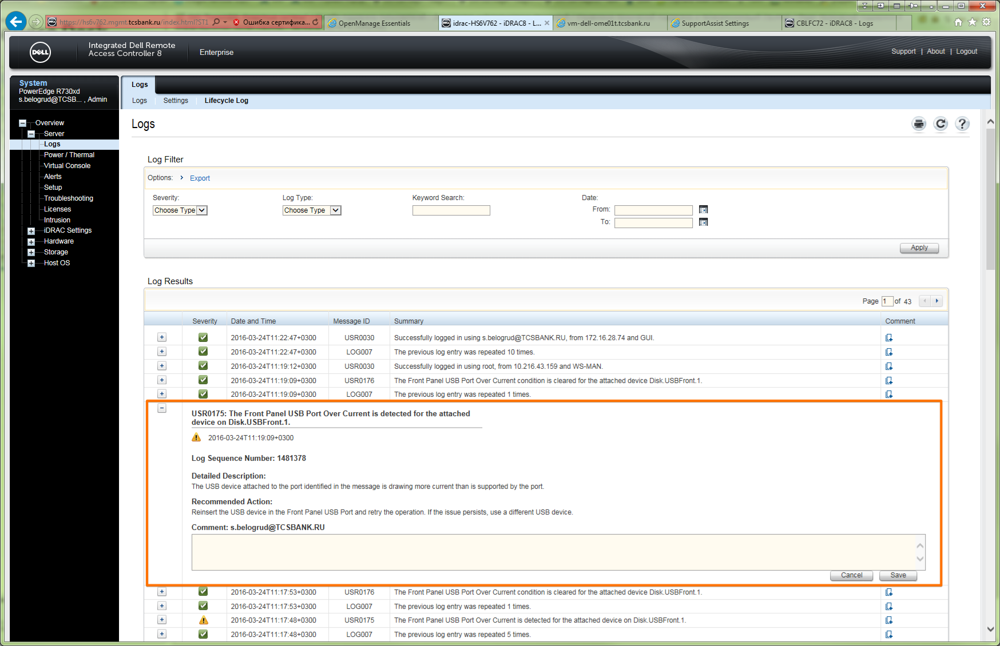 https://hs6v762.mgmt.tcsbank.ru/index.html?ST1
Ошибка сертифика...
OpenManage Essentials
idrac-HS6V762 - iDRAC8 - L...
vm-dell-ome01t.tcsbank.ru
SupportAssist Settings
CBLFC72 - iDRAC8 - Logs
DELL
Integrated Dell Remote
Access Controller 8
Enterprise
Support | About | Logout
System
PowerEdge R730xd
s.belogrud@TCSB... , Admin
Overview
Server
Logs
Power / Thermal
Virtual Console
Alerts
Setup
Troubleshooting
Licenses
Intrusion
iDRAC Settings
Hardware
Storage
Host OS
Logs
Logs Settings Lifecycle Log
Logs
Log Filter
Options: Export
Severity: Log Type: Keyword Search: Date:
Choose Type Choose Type From:
To:
Apply
Log Results
Page 1 of 43
Severity Date and Time Message ID Summary Comment
2016-03-24T11:22:47+0300 USR0030 Successfully logged in using s.belogrud@TCSBANK.RU, from 172.16.28.74 and GUI.
2016-03-24T11:22:47+0300 LOG007 The previous log entry was repeated 10 times.
2016-03-24T11:19:12+0300 USR0030 Successfully logged in using root, from 10.216.43.159 and WS-MAN.
2016-03-24T11:19:09+0300 USR0176 The Front Panel USB Port Over Current condition is cleared for the attached device Disk.USBFront.1.
2016-03-24T11:19:09+0300 LOG007 The previous log entry was repeated 1 times.
USR0175: The Front Panel USB Port Over Current is detected for the attached
device on Disk.USBFront.1.
2016-03-24T11:19:09+0300
Log Sequence Number: 1481378
Detailed Description:
The USB device attached to the port identified in the message is drawing more current than is supported by the port.
Recommended Action:
Reinsert the USB device in the Front Panel USB Port and retry the operation. If the issue persists, use a different USB device.
Comment: s.belogrud@TCSBANK.RU
Cancel Save
2016-03-24T11:17:53+0300 USR0176 The Front Panel USB Port Over Current condition is cleared for the attached device Disk.USBFront.1.
2016-03-24T11:17:53+0300 LOG007 The previous log entry was repeated 1 times.
2016-03-24T11:17:48+0300 USR0175 The Front Panel USB Port Over Current is detected for the attached device on Disk.USBFront.1.
2016-03-24T11:17:48+0300 LOG007 The previous log entry was repeated 5 times.